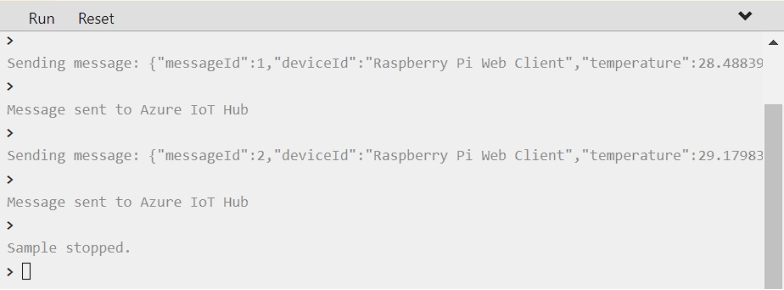 Run Reset
>
Sending message: {"messageId":1,"deviceId":"Raspberry Pi Web Client","temperature":28.48839
>
Message sent to Azure IoT Hub
>
Sending message: {"messageId":2,"deviceId":"Raspberry Pi Web Client","temperature":29.17983
>
Message sent to Azure IoT Hub
>
Sample stopped.
>